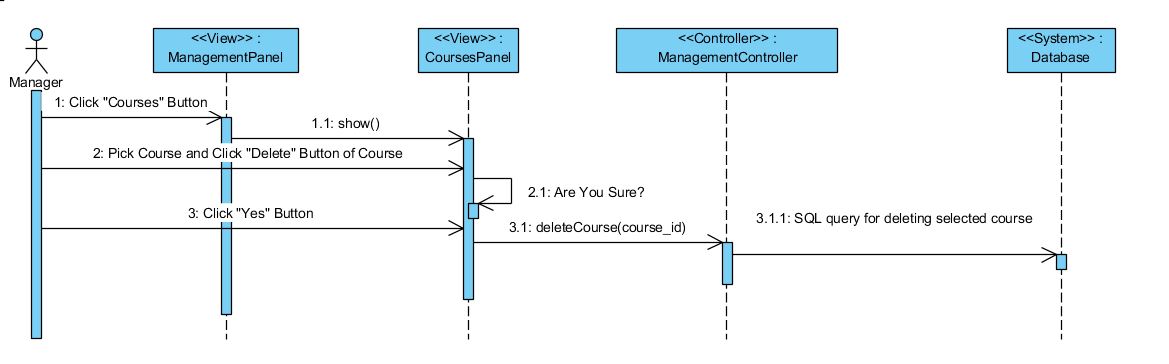 <<View>> :
ManagementPanel
<<View>> :
CoursesPanel
<<Controller>> :
ManagementController
<<System>> :
Database
Manager
1: Click "Courses" Button
1.1: show()
2: Pick Course and Click "Delete" Button of Course
2.1: Are You Sure?
3: Click "Yes" Button
3.1: deleteCourse(course_id)
3.1.1: SQL query for deleting selected course